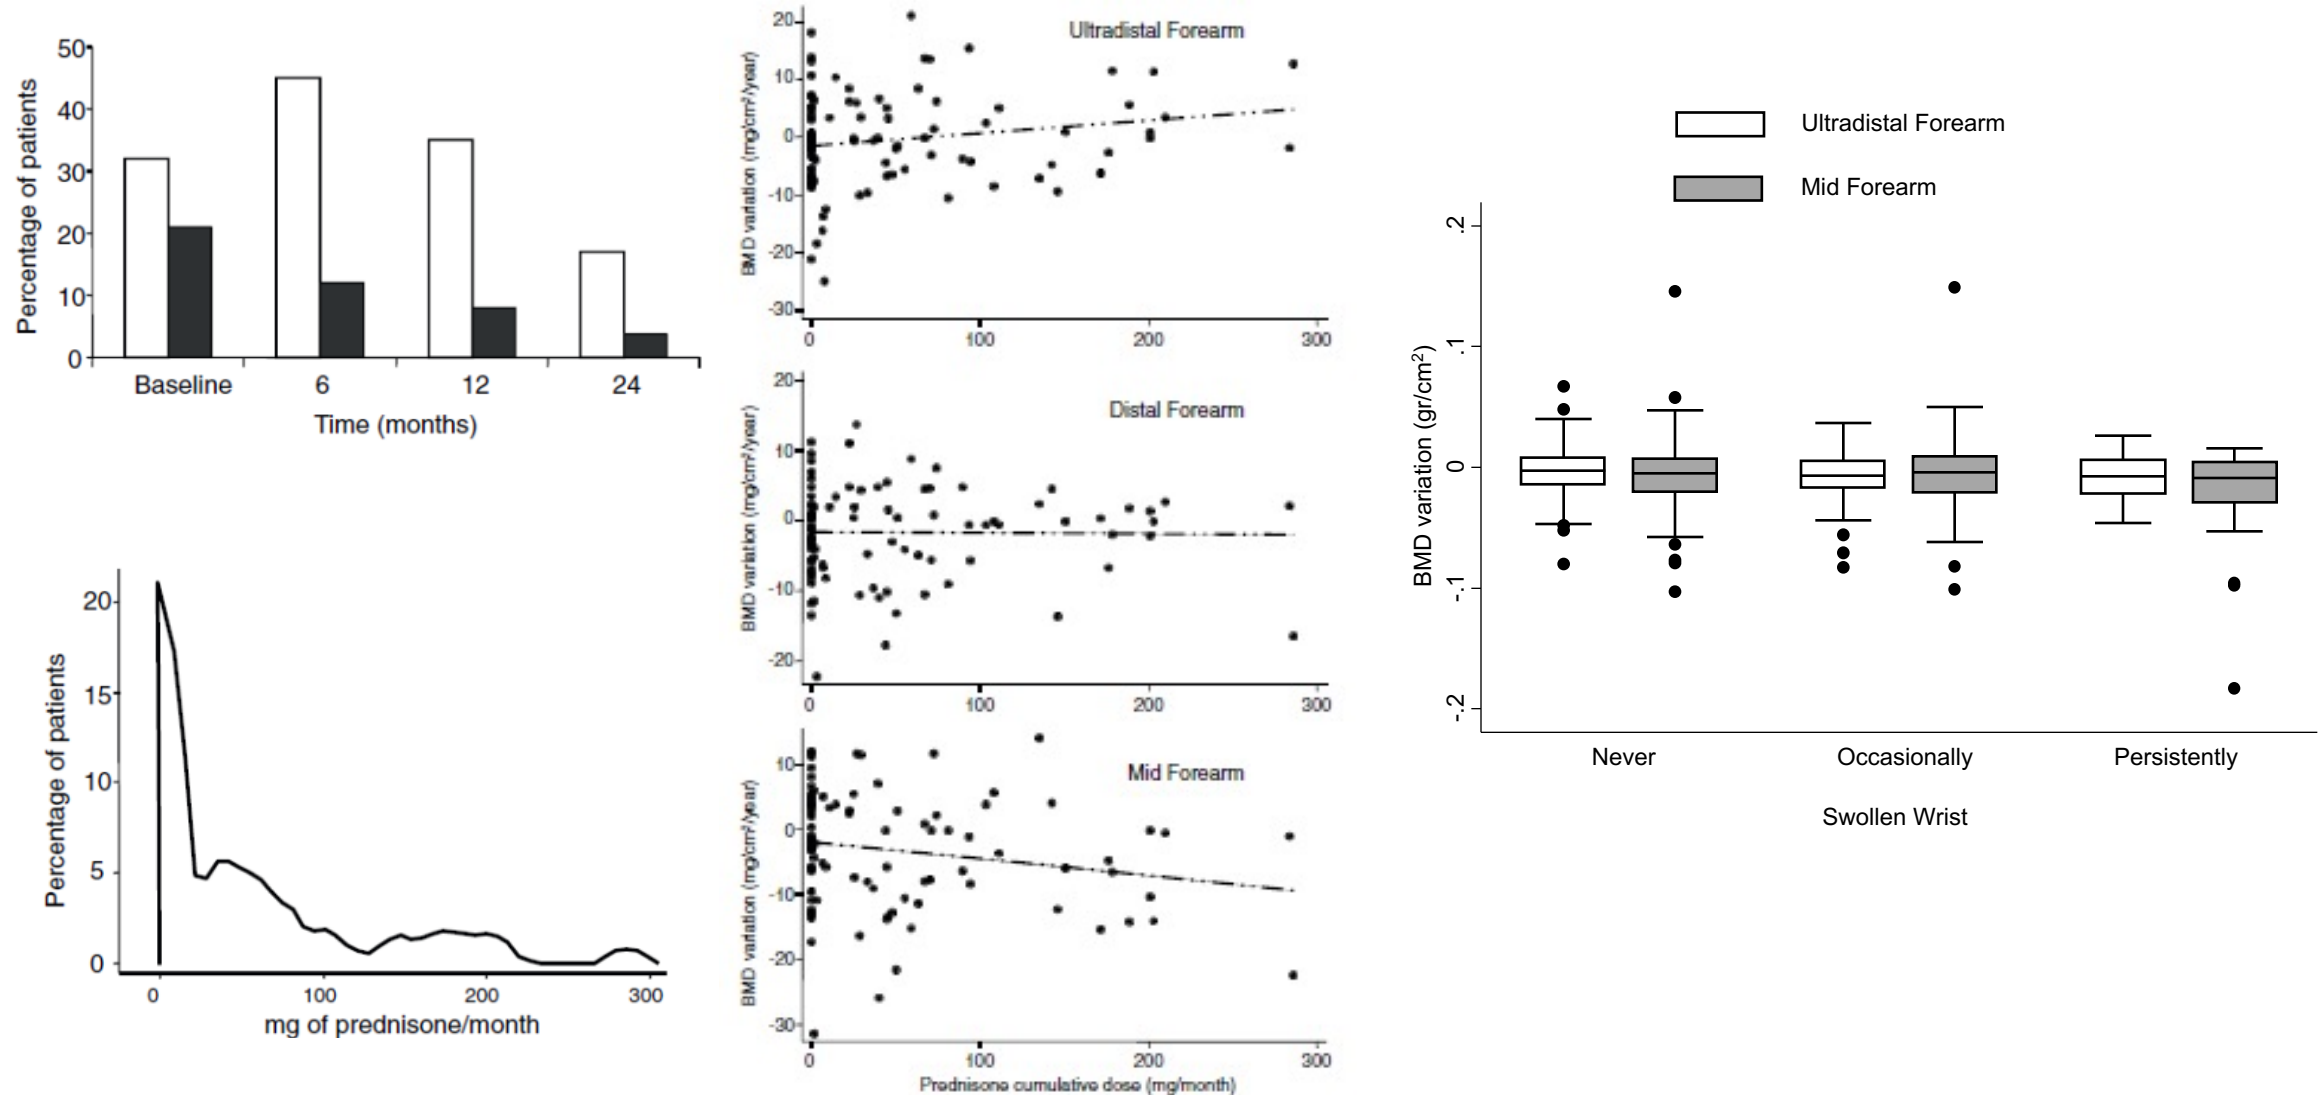 Percentage of patients
50
40
30
20
10
0
Baseline 6 12 24
Time (months)
Percentage of patients
20
15
10
5
0
0 100 200 300
mg of prednisone/month
Ultradistal Forearm
BMD variation (mg/cm²/year)
20
10
0
-10
-20
-30
0 100 200 300
Distal Forearm
BMD variation (mg/cm²/year)
20
10
0
-10
-20
0 100 200 300
Mid Forearm
BMD variation (mg/cm²/year)
10
0
-10
-20
-30
0 100 200 300
Prednisone cumulative dose (mg/month)
Ultradistal Forearm
Mid Forearm
BMD variation (gr/cm²)
.2
.1
0
-.1
-.2
Never Occasionally Persistently
Swollen Wrist